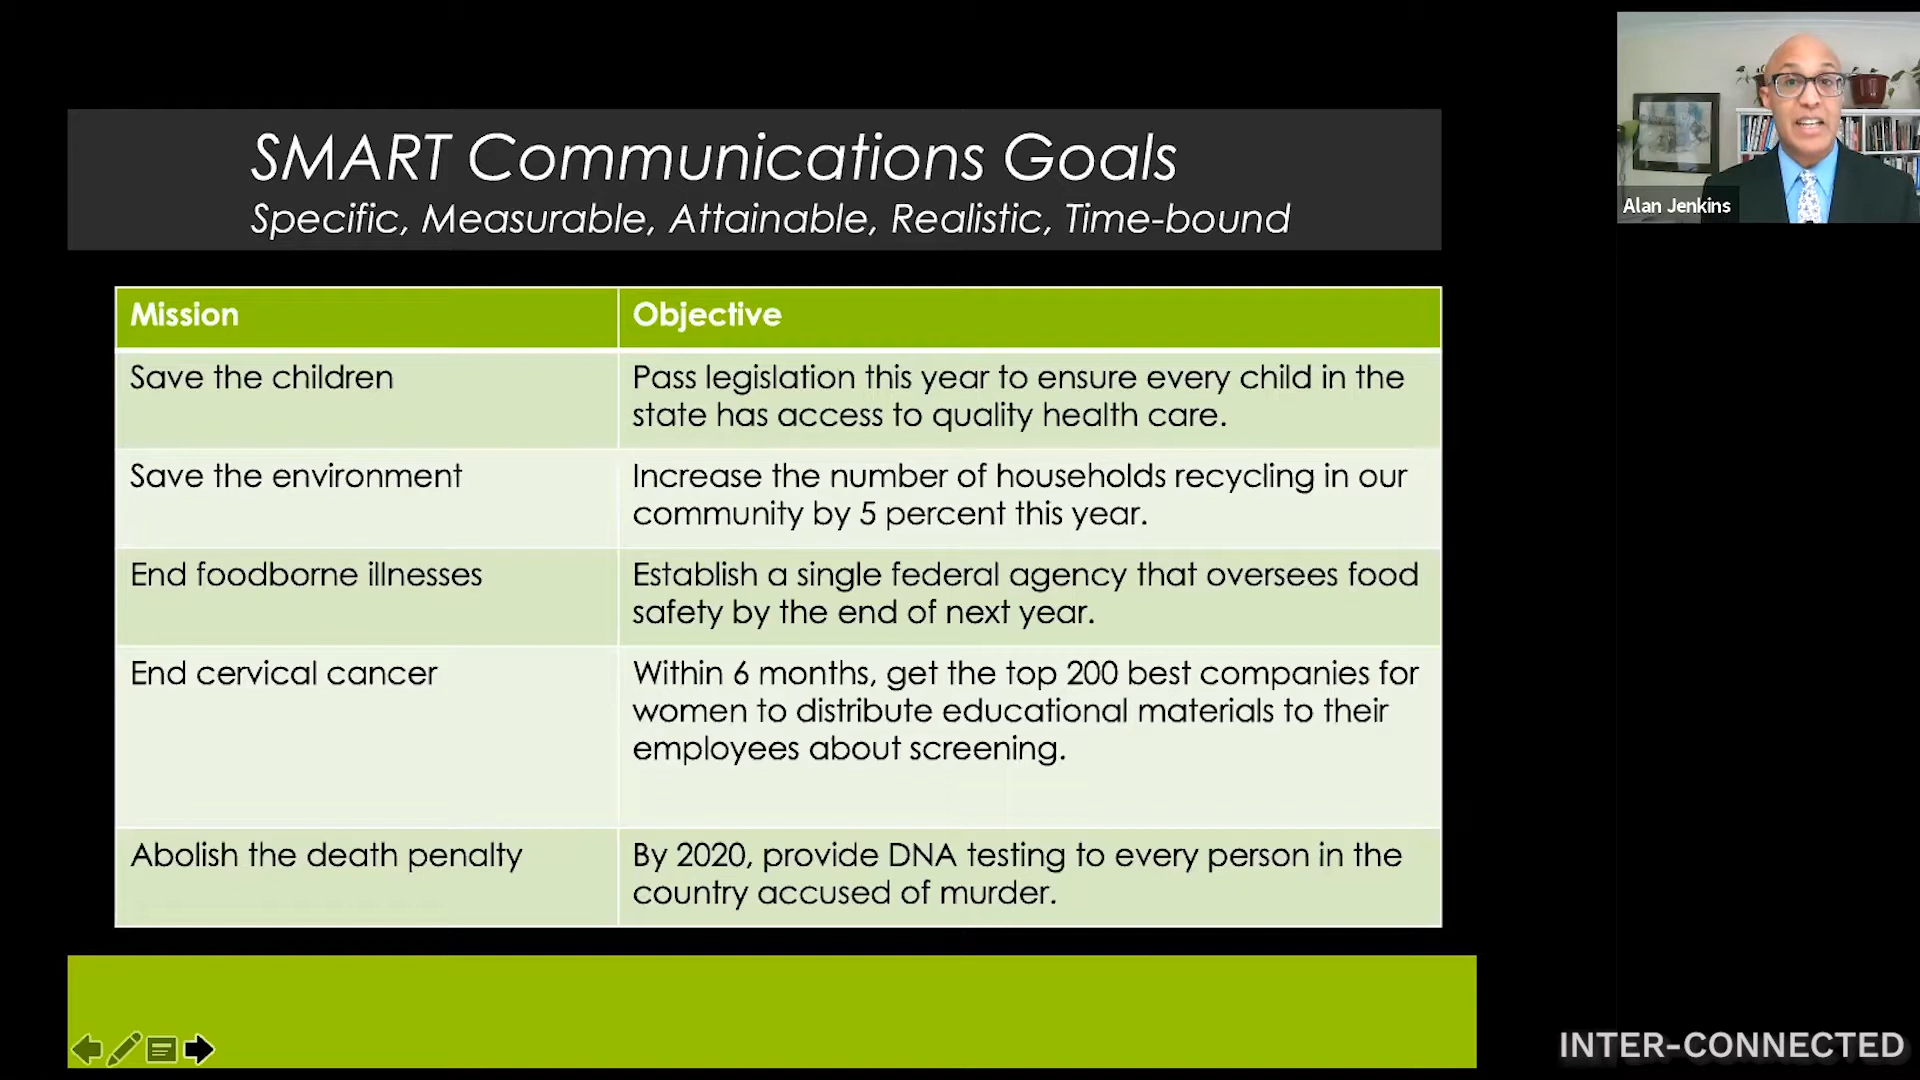 SMART Communications Goals
Specific, Measurable, Attainable, Realistic, Time-bound
Mission
Objective
Save the children
Pass legislation this year to ensure every child in the
state has access to quality health care.
Save the environment
Increase the number of households recycling in our
community by 5 percent this year.
End foodborne illnesses
Establish a single federal agency that oversees food
safety by the end of next year.
End cervical cancer
Within 6 months, get the top 200 best companies for
women to distribute educational materials to their
employees about screening.
Abolish the death penalty
By 2020, provide DNA testing to every person in the
country accused of murder.
Alan Jenkins
INTER-CONNECTED